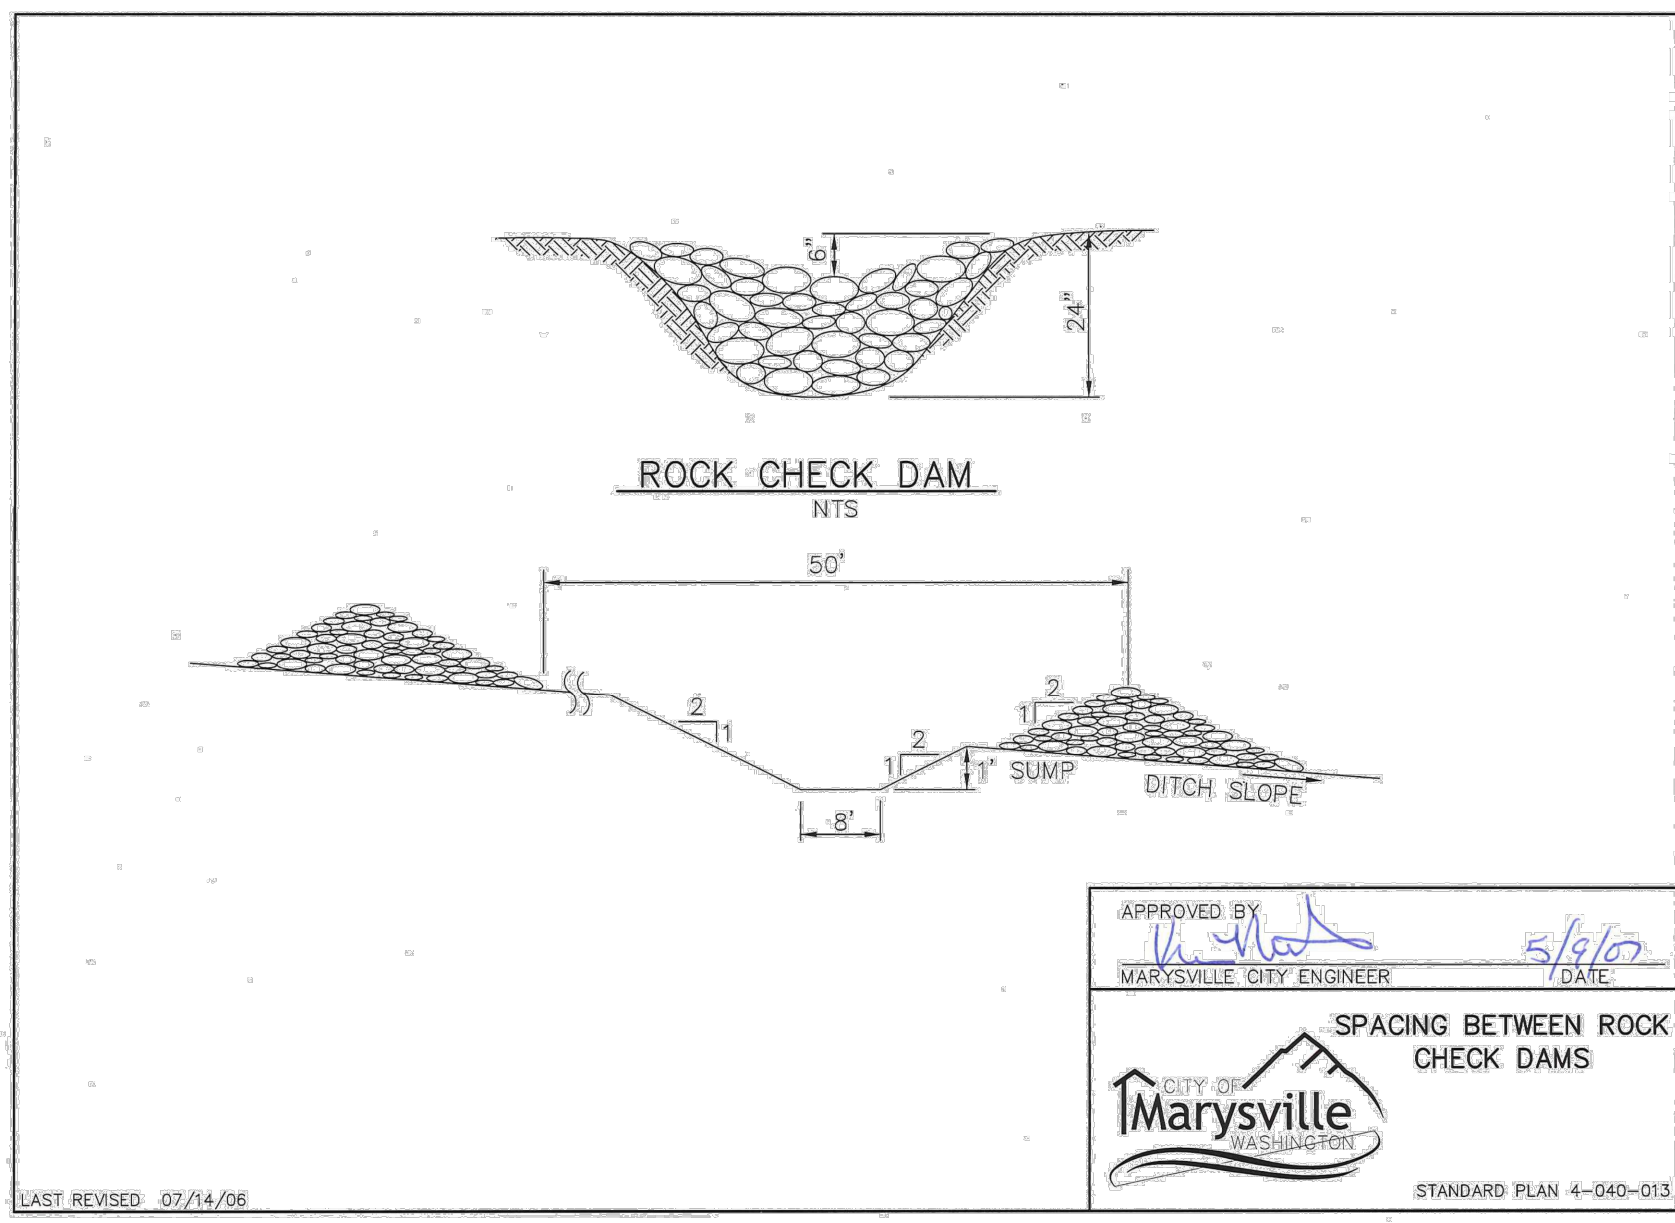 6"
24"
ROCK CHECK DAM
NTS
50'
2
1
2
1
2
1
1'
SUMP
DITCH SLOPE
8'
APPROVED BY
5/9/07
MARYSVILLE CITY ENGINEER
DATE
SPACING BETWEEN ROCK
CHECK DAMS
CITY OF
Marysville
WASHINGTON
STANDARD PLAN 4-040-013
LAST REVISED 07/14/06